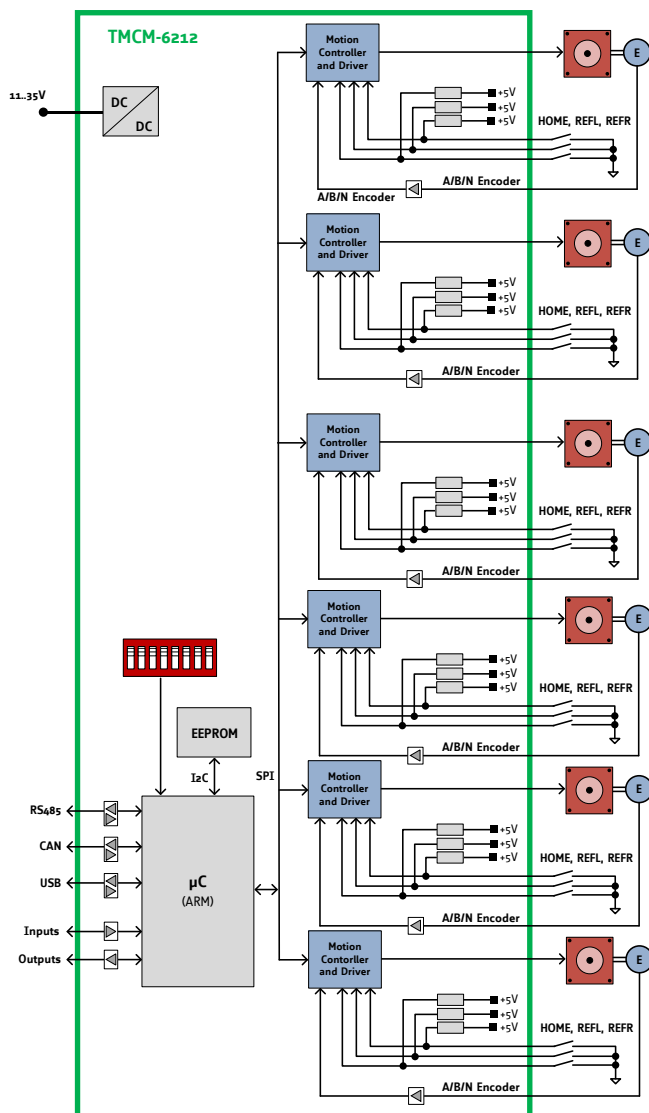 TMCM-6212
11..35V
DC
DC
Motion
Controller
and Driver
E
+5V
+5V
+5V
HOME, REFL, REFR
A/B/N Encoder
A/B/N Encoder
Motion
Controller
and Driver
E
+5V
+5V
+5V
HOME, REFL, REFR
A/B/N Encoder
Motion
Controller
and Driver
E
+5V
+5V
+5V
HOME, REFL, REFR
A/B/N Encoder
Motion
Controller
and Driver
E
+5V
+5V
+5V
HOME, REFL, REFR
A/B/N Encoder
EEPROM
I2C
SPI
Motion
Controller
and Driver
E
+5V
+5V
+5V
HOME, REFL, REFR
A/B/N Encoder
RS485
CAN
USB
Inputs
Outputs
µC
(ARM)
Motion
Contorller
and Driver
E
+5V
+5V
+5V
HOME, REFL, REFR
A/B/N Encoder